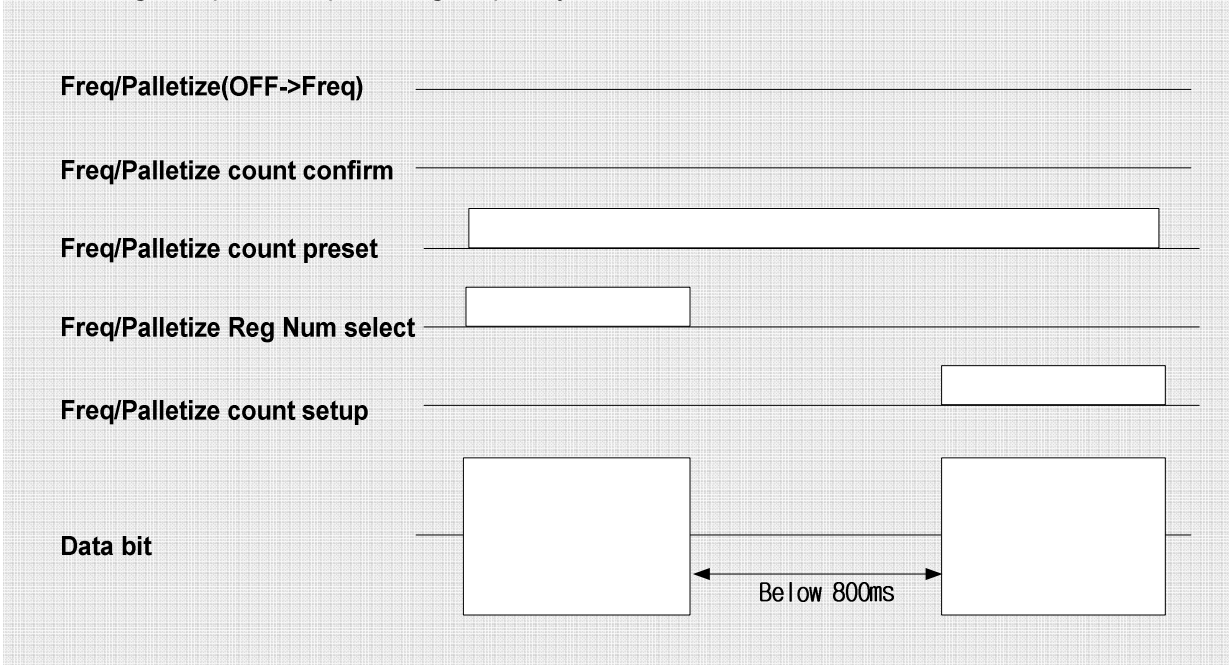 Freq/Palletize(OFF->Freq)
Freq/Palletize count confirm
Freq/Palletize count preset
Freq/Palletize Reg Num select
Freq/Palletize count setup
Data bit
Below 800ms